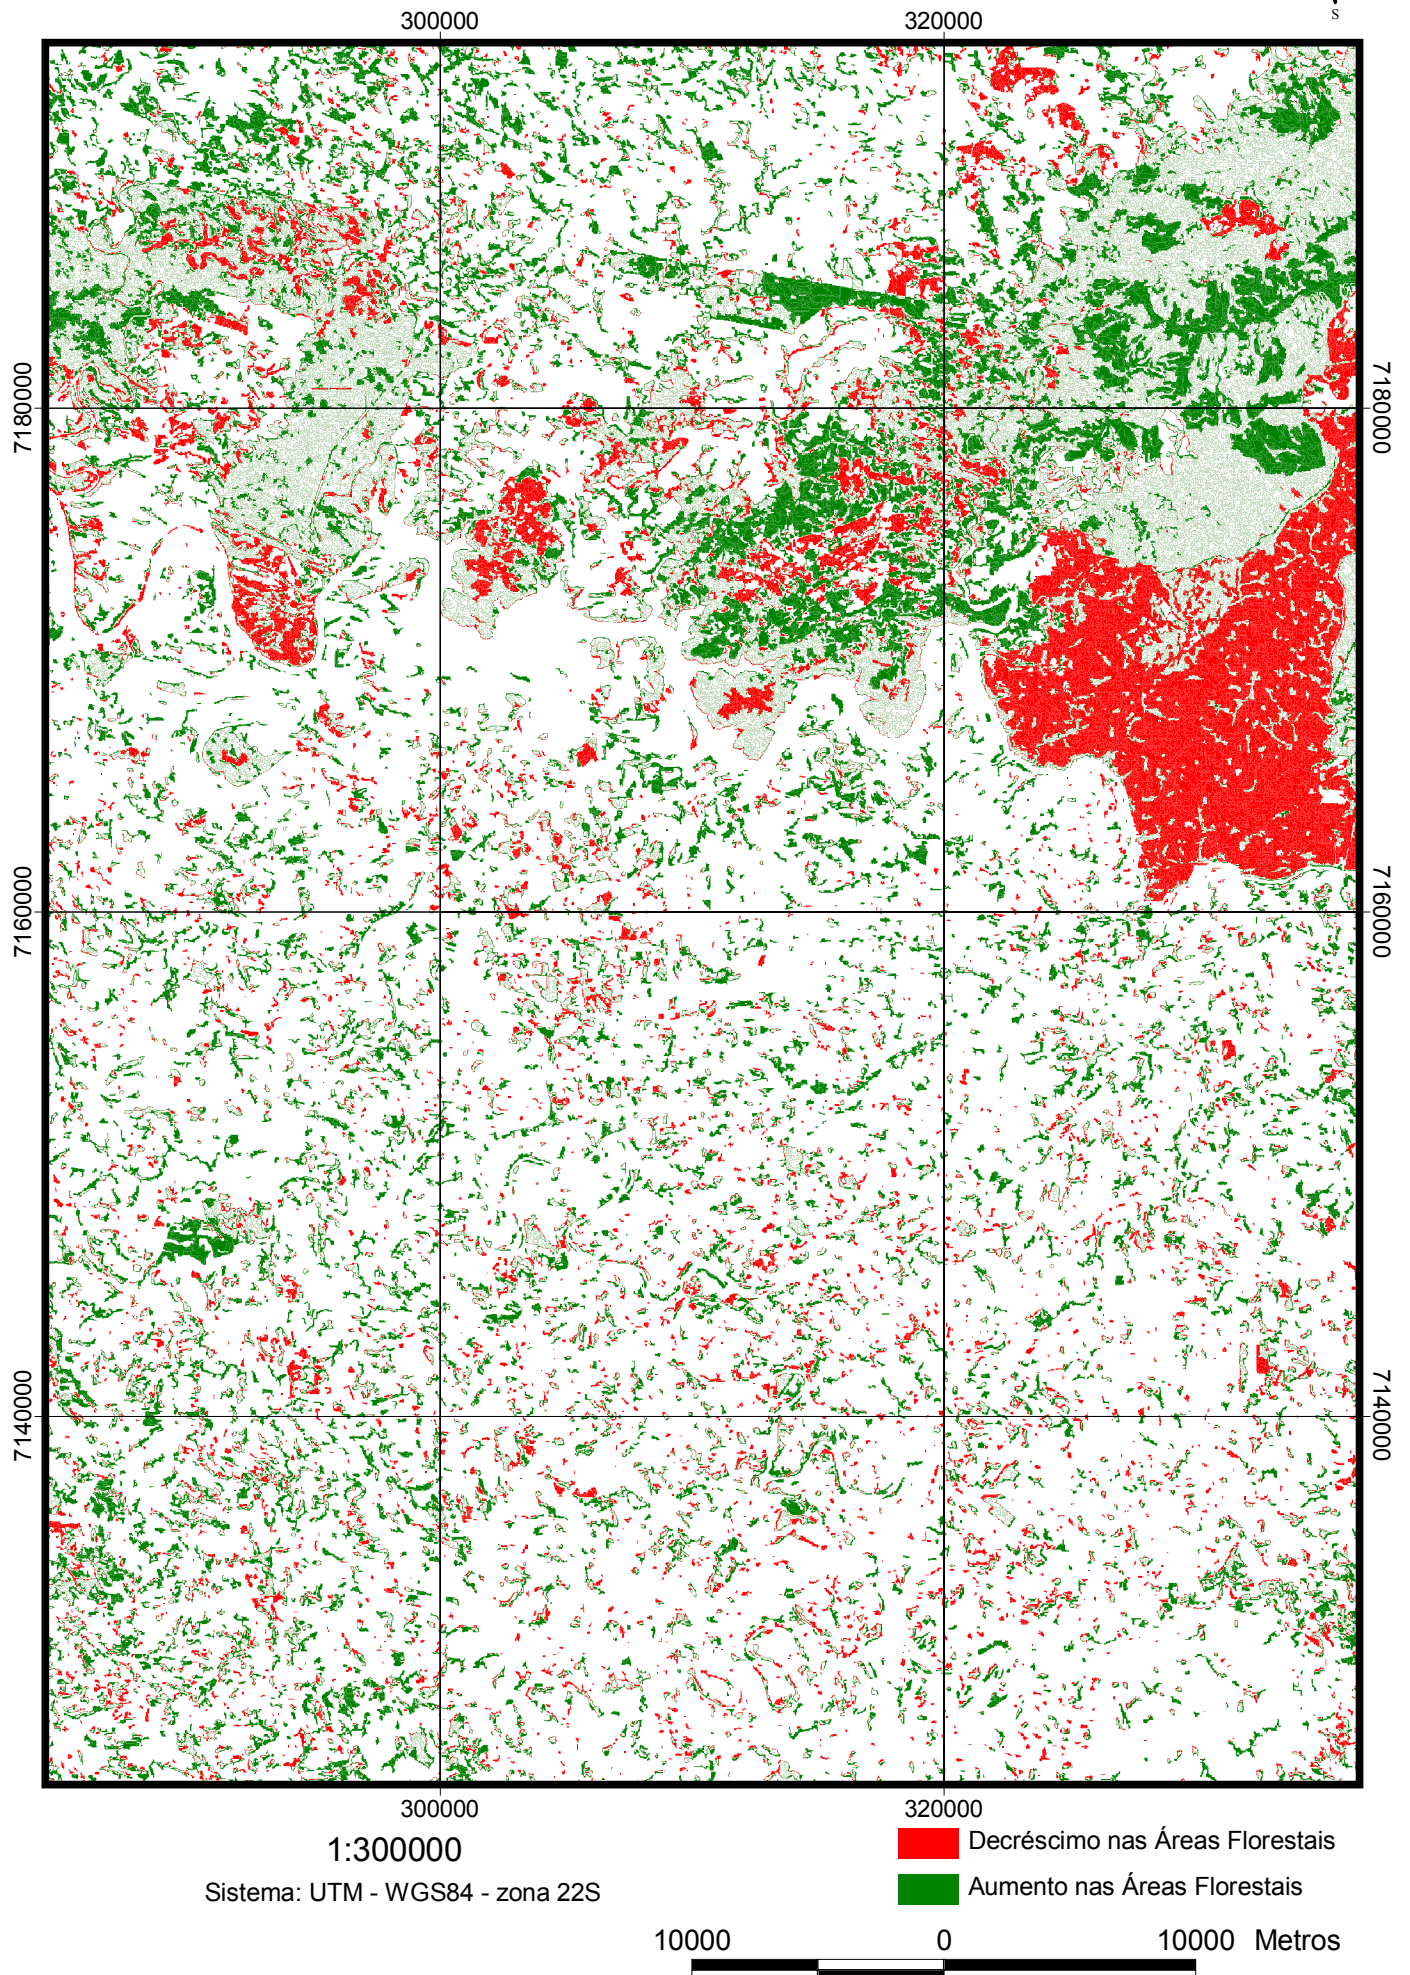 S
300000 320000
7180000 7180000
7160000 7160000
7140000 7140000
300000 320000
1:300000
Sistema: UTM - WGS84 - zona 22S
Decréscimo nas Áreas Florestais
Aumento nas Áreas Florestais
10000 0 10000 Metros